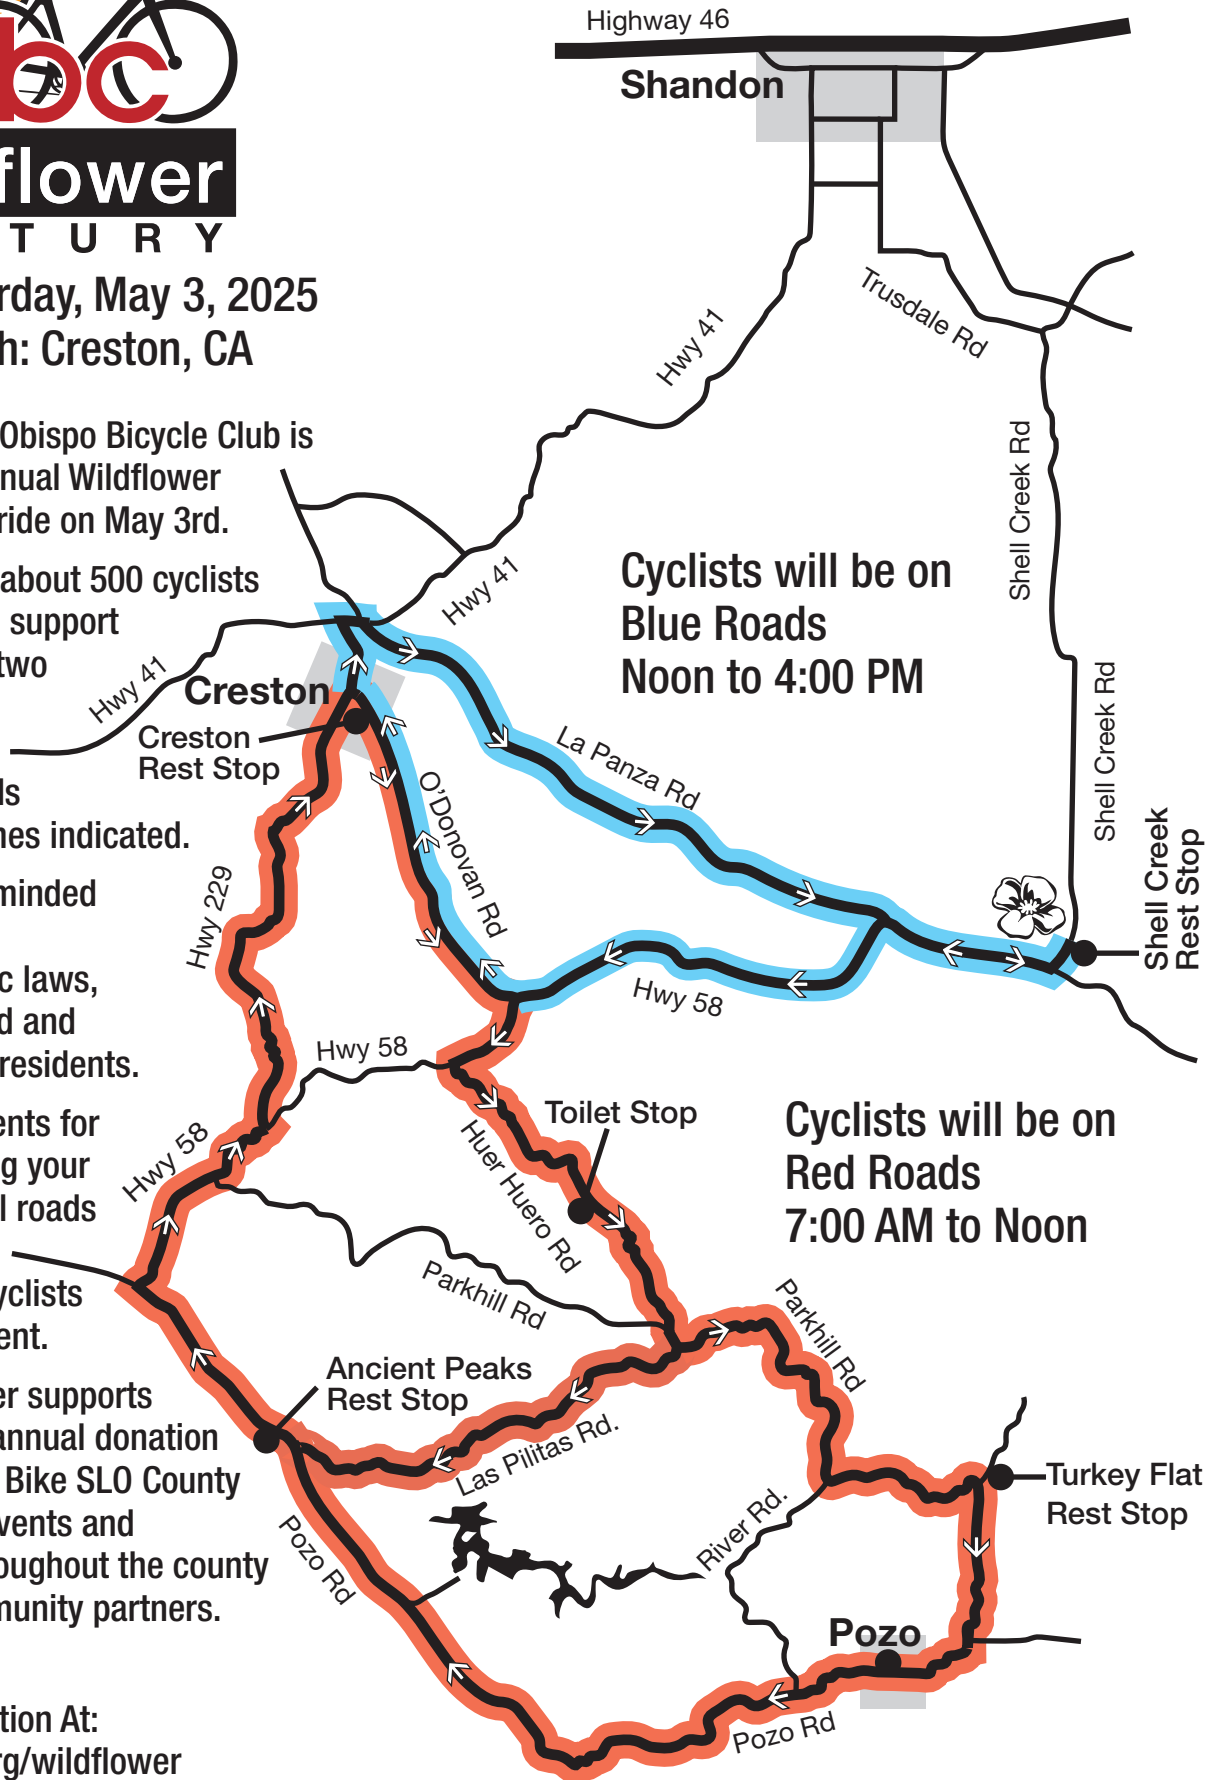 bc
flower
T U R Y
rday, May 3, 2025
h: Creston, CA
Obispo Bicycle Club is
nual Wildflower
ride on May 3rd.
about 500 cyclists
support
two
ls
nes indicated.
minded
c laws,
d and
residents.
ents for
g your
l roads
yclists
ent.
er supports
annual donation
Bike SLO County
vents and
oughout the county
munity partners.
tion At:
rg/wildflower
Highway 46
Shandon
Trusdale Rd
Hwy 41
Shell Creek Rd
Hwy 41
Cyclists will be on
Blue Roads
Noon to 4:00 PM
Hwy 41
Creston
Creston
Rest Stop
La Panza Rd
Shell Creek Rd
O'Donovan Rd
Shell Creek
Rest Stop
Hwy 229
Hwy 58
Hwy 58
Toilet Stop
Cyclists will be on
Red Roads
7:00 AM to Noon
Hwy 58
Huer Huero Rd
Parkhill Rd
Parkhill Rd
Ancient Peaks
Rest Stop
Las Pilitas Rd.
Turkey Flat
Rest Stop
River Rd.
Pozo Rd
Pozo
Pozo Rd